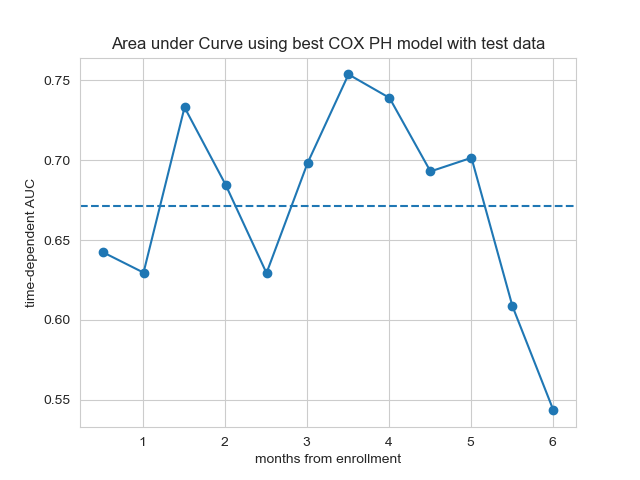 Area under Curve using best COX PH model with test data
time-dependent AUC
0.75
0.70
0.65
0.60
0.55
1 2 3 4 5 6
months from enrollment